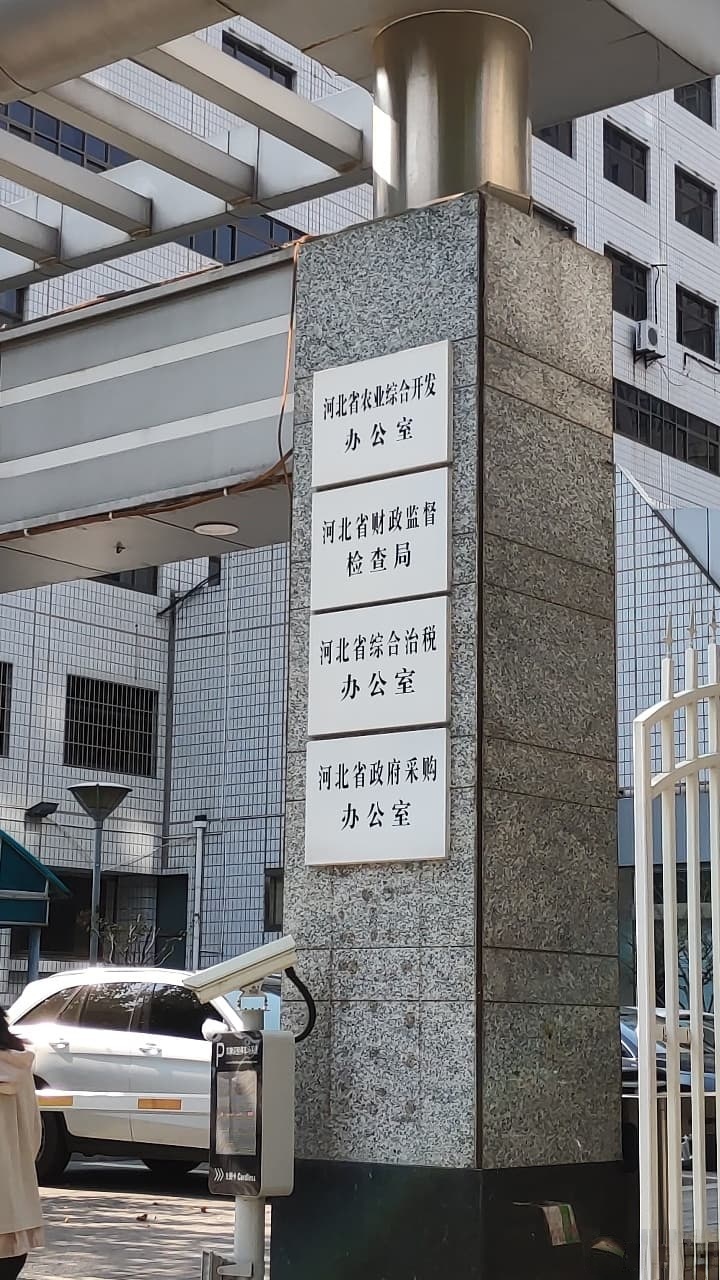 河北省农业综合开发
办公室
河北省财政监督
检查局
河北省综合治税
办公室
河北省政府采购
办公室
P
Cordless